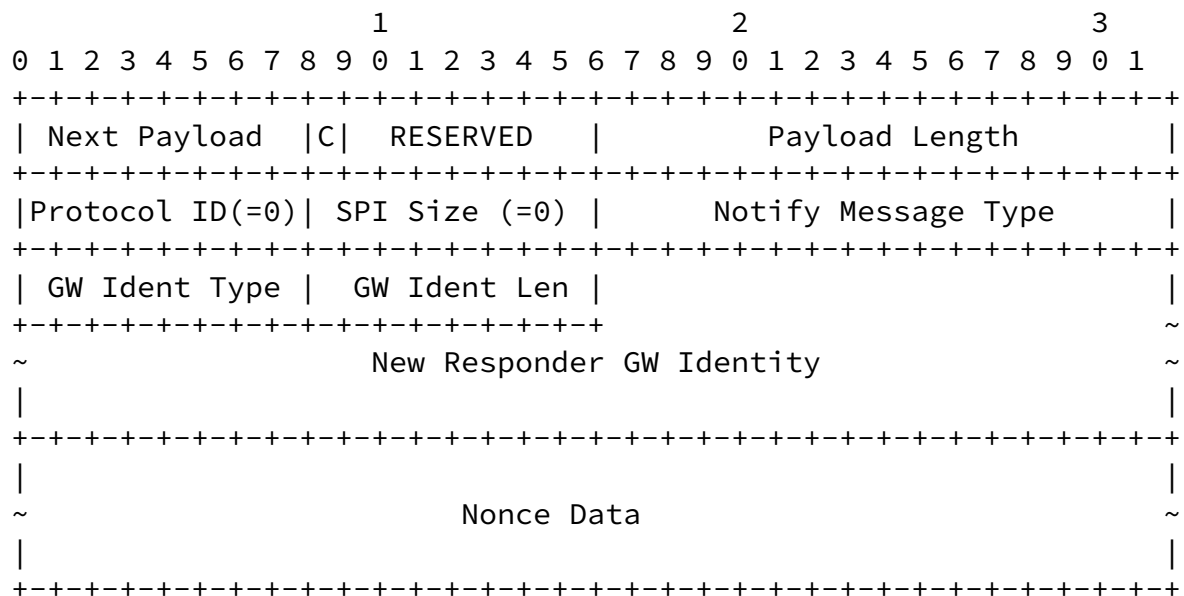 1                   2                   3
0 1 2 3 4 5 6 7 8 9 0 1 2 3 4 5 6 7 8 9 0 1 2 3 4 5 6 7 8 9 0 1
+-+-+-+-+-+-+-+-+-+-+-+-+-+-+-+-+-+-+-+-+-+-+-+-+-+-+-+-+-+-+-+-+
| Next Payload  |C|  RESERVED   |         Payload Length        |
+-+-+-+-+-+-+-+-+-+-+-+-+-+-+-+-+-+-+-+-+-+-+-+-+-+-+-+-+-+-+-+-+
|Protocol ID(=0)| SPI Size (=0) |      Notify Message Type      |
+-+-+-+-+-+-+-+-+-+-+-+-+-+-+-+-+-+-+-+-+-+-+-+-+-+-+-+-+-+-+-+-+
| GW Ident Type |  GW Ident Len |                               |
+-+-+-+-+-+-+-+-+-+-+-+-+-+-+-+-+                               ~
~                   New Responder GW Identity                   ~
|                                                               |
+-+-+-+-+-+-+-+-+-+-+-+-+-+-+-+-+-+-+-+-+-+-+-+-+-+-+-+-+-+-+-+-+
|                                                               |
~                        Nonce Data                             ~
|                                                               |
+-+-+-+-+-+-+-+-+-+-+-+-+-+-+-+-+-+-+-+-+-+-+-+-+-+-+-+-+-+-+-+-+